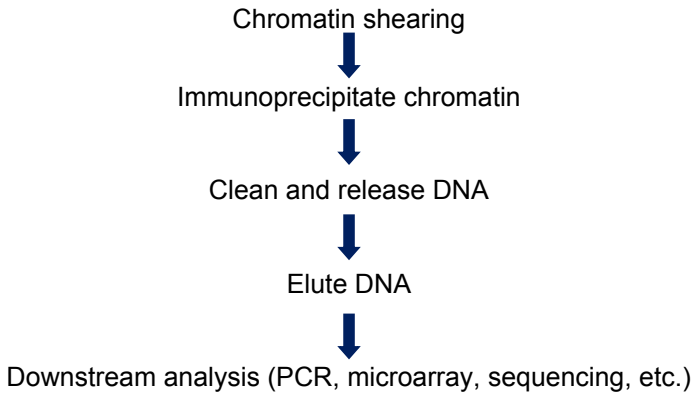 Chromatin shearing
Immunoprecipitate chromatin
Clean and release DNA
Elute DNA
Downstream analysis (PCR, microarray, sequencing, etc.)